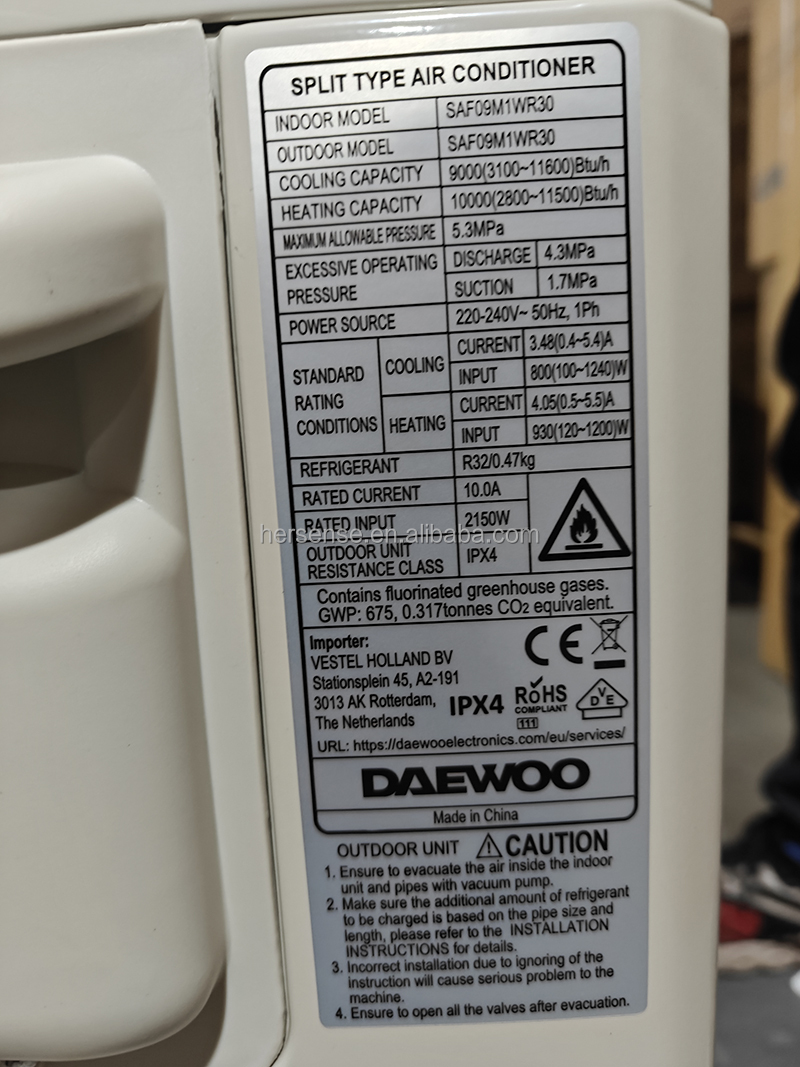 SPLIT TYPE AIR CONDITIONER
INDOOR MODEL SAF09M1WR30
OUTDOOR MODEL SAF09M1WR30
COOLING CAPACITY 9000(3100~11600)Btu/h
HEATING CAPACITY 10000(2800~11500)Btu/h
MAXIMUM ALLOWABLE PRESSURE 5.3MPa
EXCESSIVE OPERATING PRESSURE DISCHARGE 4.3MPa
SUCTION 1.7MPa
POWER SOURCE 220-240V~ 50Hz, 1Ph
STANDARD RATING CONDITIONS COOLING CURRENT 3.48(0.4~5.4)A
INPUT 800(100~1240)W
HEATING CURRENT 4.05(0.5~5.5)A
INPUT 930(120~1200)W
REFRIGERANT R32/0.47kg
RATED CURRENT 10.0A
RATED INPUT 2150W
hersense.en.alibaba.com
OUTDOOR UNIT RESISTANCE CLASS IPX4
Contains fluorinated greenhouse gases.
GWP: 675, 0.317tonnes CO2 equivalent.
Importer:
VESTEL HOLLAND BV
Stationsplein 45, A2-191
3013 AK Rotterdam,
The Netherlands
CE
IPX4
RoHS
COMPLIANT
111
DVE
URL: https://daewooelectronics.com/eu/services/
DAEWOO
Made in China
OUTDOOR UNIT CAUTION
1. Ensure to evacuate the air inside the indoor
unit and pipes with vacuum pump.
2. Make sure the additional amount of refrigerant
to be charged is based on the pipe size and
length, please refer to the INSTALLATION
INSTRUCTIONS for details.
3. Incorrect installation due to ignoring of the
instruction will cause serious problem to the
machine.
4. Ensure to open all the valves after evacuation.